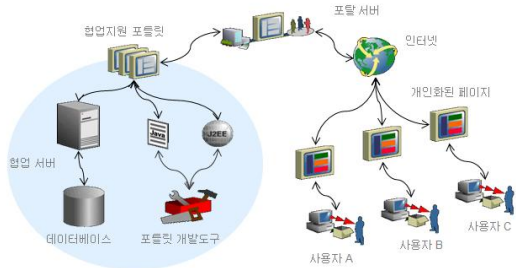 포탈 서버
협업지원 포틀릿
인터넷
개인화된 페이지
Java
J2EE
협업 서버
데이터베이스
포틀릿 개발도구
사용자 A
사용자 B
사용자 C